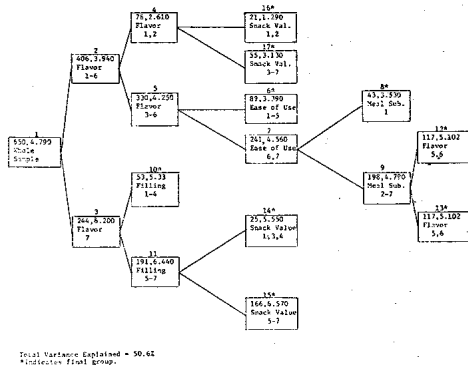 1
650,4.790
Whole
Sample
2
406,3.940
Flavor
1-6
3
244,6.200
Flavor
7
4
76,2.610
Flavor
1,2
5
330,4.250
Flavor
3-6
10*
53,5.33
Filling
1-4
11
191,6.440
Filling
5-7
16*
21,1.290
Snack Val.
1,2
17*
55,3.130
Snack Val.
3-7
6*
89,3.790
Ease of Use
1-5
7
241,4.560
Ease of Use
6,7
14*
25,5.550
Snack Value
1,3,4
15*
166,6.570
Snack Value
5-7
8*
43,3.530
Meal Sub.
1
9
198,4.790
Meal Sub.
2-7
12*
117,5.102
Flavor
5,6
13*
117,5.102
Flavor
5,6
Total Variance Explained = 50.6%
*indicates final group.